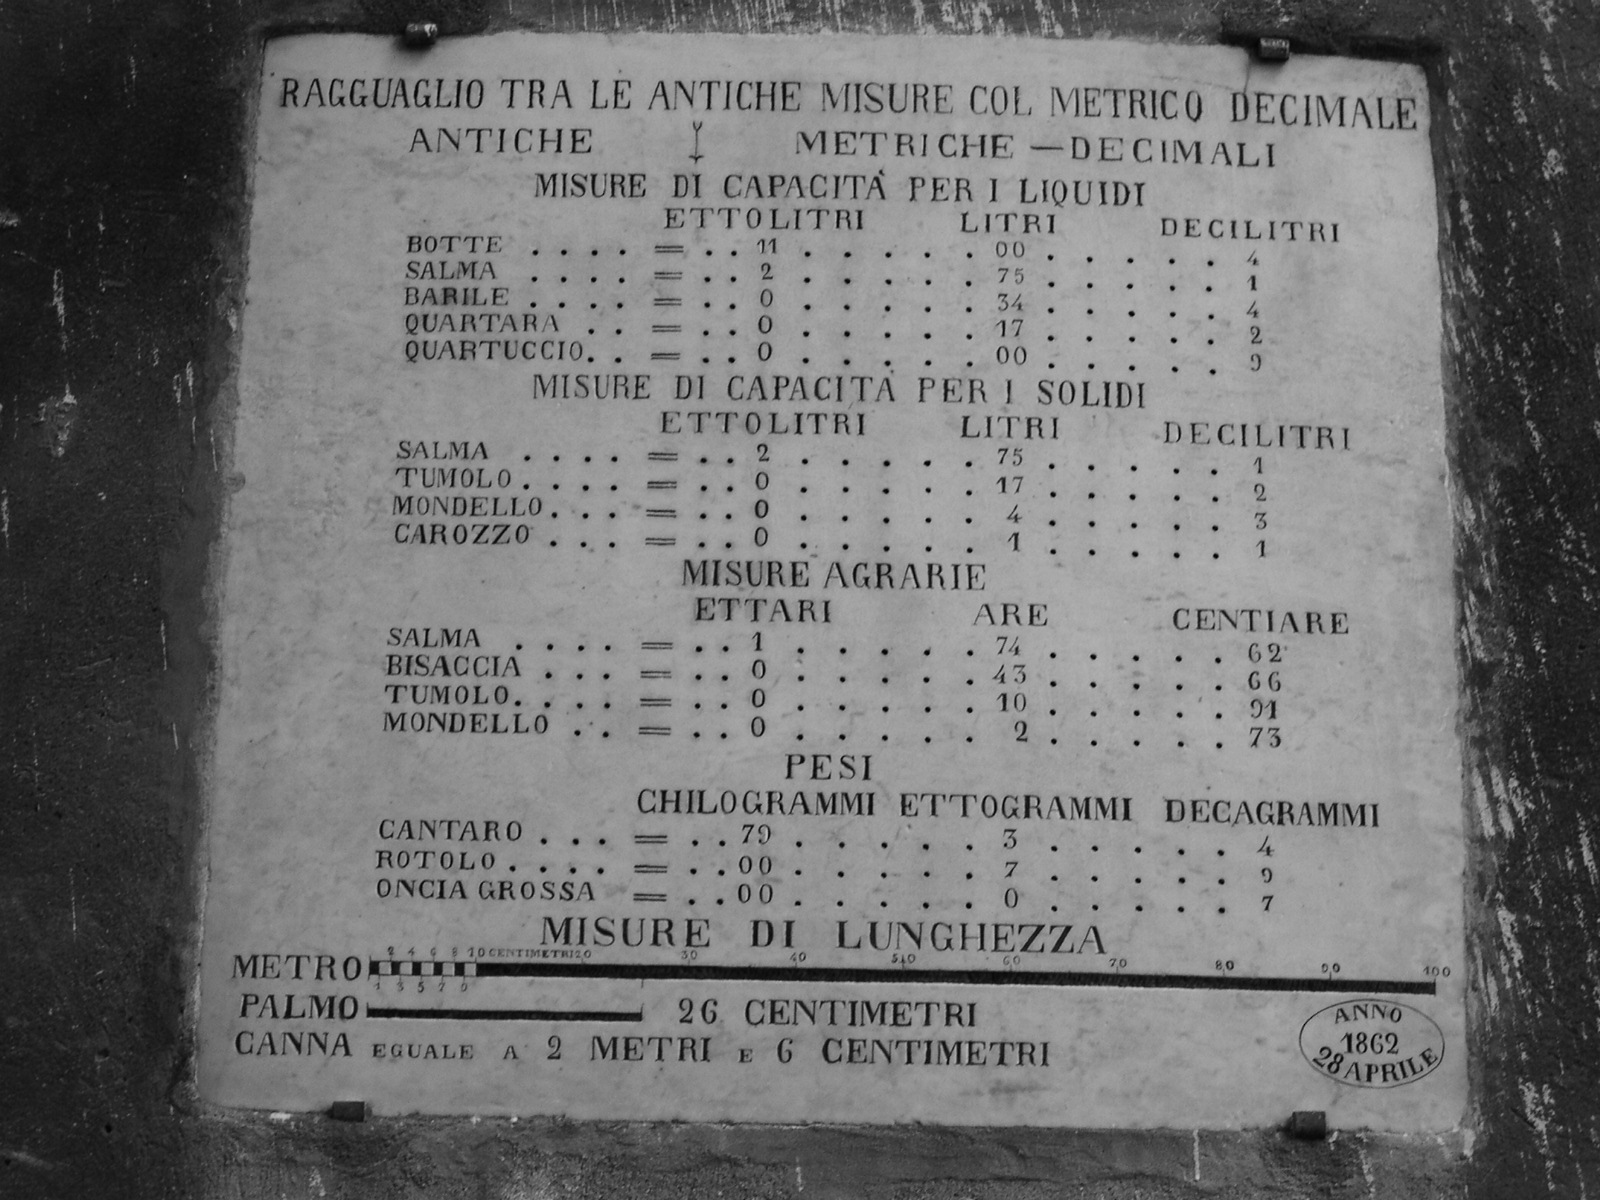 RAGGUAGLIO TRA LE ANTICHE MISURE COL METRICO DECIMALE
ANTICHE METRICHE — DECIMALI
MISURE DI CAPACITÀ PER I LIQUIDI
ETTOLITRI LITRI DECILITRI
BOTTE . . . . = . . 11 . . . . . 00 . . . . . 4
SALMA . . . . = . . 2 . . . . . 75 . . . . . 1
BARILE . . . . = . . 0 . . . . . 34 . . . . . 4
QUARTARA . . = . . 0 . . . . . 17 . . . . . 2
QUARTUCCIO . . = . . 0 . . . . . 00 . . . . . 9
MISURE DI CAPACITÀ PER I SOLIDI
ETTOLITRI LITRI DECILITRI
SALMA . . . . = . . 2 . . . . . 75 . . . . . 1
TUMOLO . . . . = . . 0 . . . . . 17 . . . . . 2
MONDELLO . . . = . . 0 . . . . . 4 . . . . . 3
CAROZZO . . . = . . 0 . . . . . 1 . . . . . 1
MISURE AGRARIE
ETTARI ARE CENTIARE
SALMA . . . . = . . 1 . . . . . 74 . . . . . 62
BISACCIA . . . = . . 0 . . . . . 43 . . . . . 66
TUMOLO . . . . = . . 0 . . . . . 10 . . . . . 91
MONDELLO . . = . . 0 . . . . . 2 . . . . . 73
PESI
CHILOGRAMMI ETTOGRAMMI DECAGRAMMI
CANTARO . . . = . . 79 . . . . . 3 . . . . . 4
ROTOLO . . . . = . . 00 . . . . . 7 . . . . . 9
ONCIA GROSSA = . . 00 . . . . . 0 . . . . . 7
MISURE DI LUNGHEZZA
2 4 6 8 10 CENTIMETRI 20 30 40 50 60 70 80 90 100
METRO
1 3 5 7 9
PALMO 26 CENTIMETRI
CANNA EGUALE A 2 METRI E 6 CENTIMETRI
ANNO
1862
28 APRILE